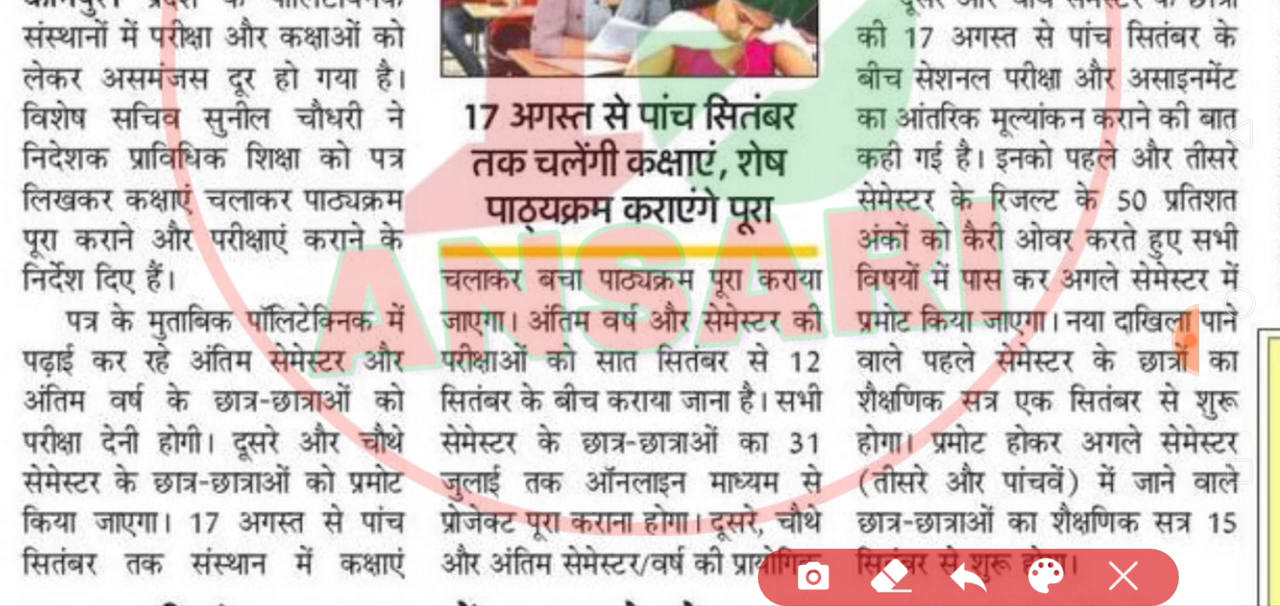 संस्थानों में परीक्षा और कक्षाओं को
लेकर असमंजस दूर हो गया है।
विशेष सचिव सुनील चौधरी ने
निदेशक प्राविधिक शिक्षा को पत्र
लिखकर कक्षाएं चलाकर पाठ्यक्रम
पूरा कराने और परीक्षाएं कराने के
निर्देश दिए हैं।
पत्र के मुताबिक पॉलिटेक्निक में
पढ़ाई कर रहे अंतिम सेमेस्टर और
अंतिम वर्ष के छात्र-छात्राओं को
परीक्षा देनी होगी। दूसरे और चौथे
सेमेस्टर के छात्र-छात्राओं को प्रमोट
किया जाएगा। 17 अगस्त से पांच
सितंबर तक संस्थान में कक्षाएं
17 अगस्त से पांच सितंबर
तक चलेंगी कक्षाएं, शेष
पाठ्यक्रम कराएंगे पूरा
चलाकर बचा पाठ्यक्रम पूरा कराया
जाएगा। अंतिम वर्ष और सेमेस्टर की
परीक्षाओं को सात सितंबर से 12
सितंबर के बीच कराया जाना है। सभी
सेमेस्टर के छात्र-छात्राओं का 31
जुलाई तक ऑनलाइन माध्यम से
प्रोजेक्ट पूरा कराना होगा। दूसरे, चौथे
और अंतिम सेमेस्टर/वर्ष की प्रायोगिक
की 17 अगस्त से पांच सितंबर के
बीच सेशनल परीक्षा और असाइनमेंट
का आंतरिक मूल्यांकन कराने की बात
कही गई है। इनको पहले और तीसरे
सेमेस्टर के रिजल्ट के 50 प्रतिशत
अंकों को कैरी ओवर करते हुए सभी
विषयों में पास कर अगले सेमेस्टर में
प्रमोट किया जाएगा। नया दाखिला पाने
वाले पहले सेमेस्टर के छात्रों का
शैक्षणिक सत्र एक सितंबर से शुरू
होगा। प्रमोट होकर अगले सेमेस्टर
(तीसरे और पांचवें) में जाने वाले
छात्र-छात्राओं का शैक्षणिक सत्र 15
सितंबर से शुरू होगा।
ANSARI